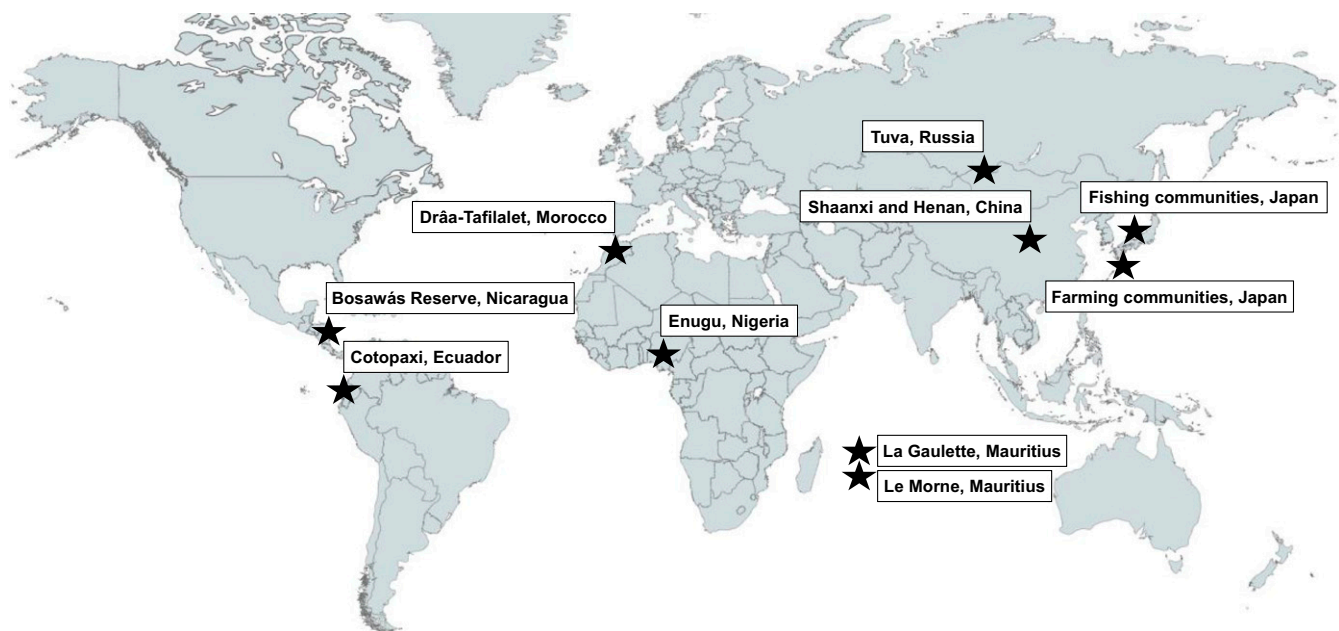 Tuva, Russia
Fishing communities, Japan
Shaanxi and Henan, China
Drâa-Tafilalet, Morocco
Bosawás Reserve, Nicaragua
Farming communities, Japan
Enugu, Nigeria
Cotopaxi, Ecuador
La Gaulette, Mauritius
Le Morne, Mauritius